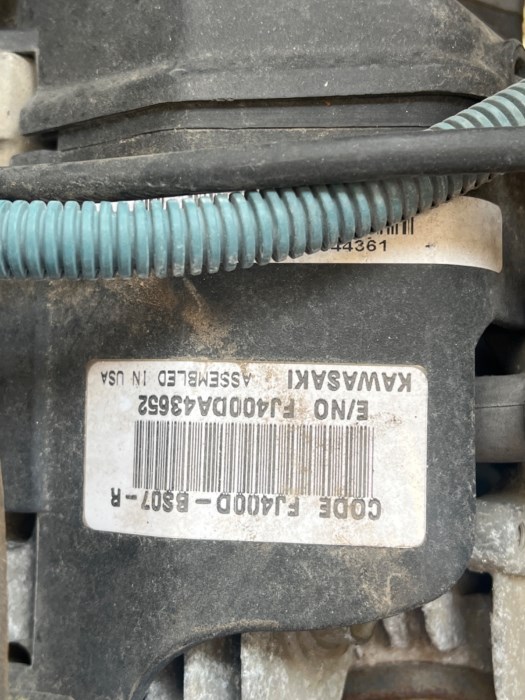 CODE FJ400D-BS07-R
E/NO FJ400DA43652
KAWASAKI ASSEMBLED IN USA
44361